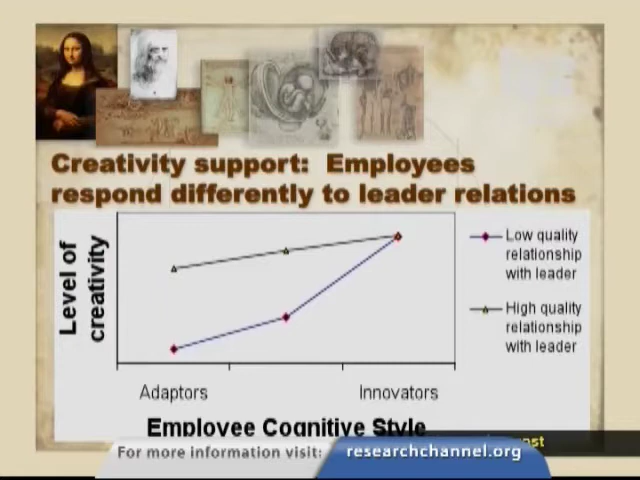 Creativity support: Employees
respond differently to leader relations
Level of
creativity
Low quality
relationship
with leader
High quality
relationship
with leader
Adaptors
Innovators
Employee Cognitive Style
For more information visit:
researchchannel.org